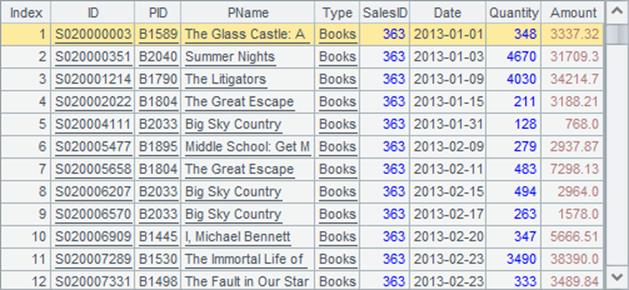 Index ID PID PName Type SalesID Date Quantity Amount
1 S020000003 B1589 The Glass Castle: A Books 363 2013-01-01 348 3337.32
2 S020000351 B2040 Summer Nights Books 363 2013-01-03 4670 31709.3
3 S020001214 B1790 The Litigators Books 363 2013-01-09 4030 34214.7
4 S020002022 B1804 The Great Escape Books 363 2013-01-15 211 3188.21
5 S020004111 B2033 Big Sky Country Books 363 2013-01-31 128 768.0
6 S020005477 B1895 Middle School: Get M Books 363 2013-02-09 279 2937.87
7 S020005658 B1804 The Great Escape Books 363 2013-02-11 483 7298.13
8 S020006207 B2033 Big Sky Country Books 363 2013-02-15 494 2964.0
9 S020006570 B2033 Big Sky Country Books 363 2013-02-17 263 1578.0
10 S020006909 B1445 I, Michael Bennett Books 363 2013-02-20 347 5666.51
11 S020007289 B1530 The Immortal Life of Books 363 2013-02-23 3490 38390.0
12 S020007331 B1498 The Fault in Our Star Books 363 2013-02-23 333 3489.84